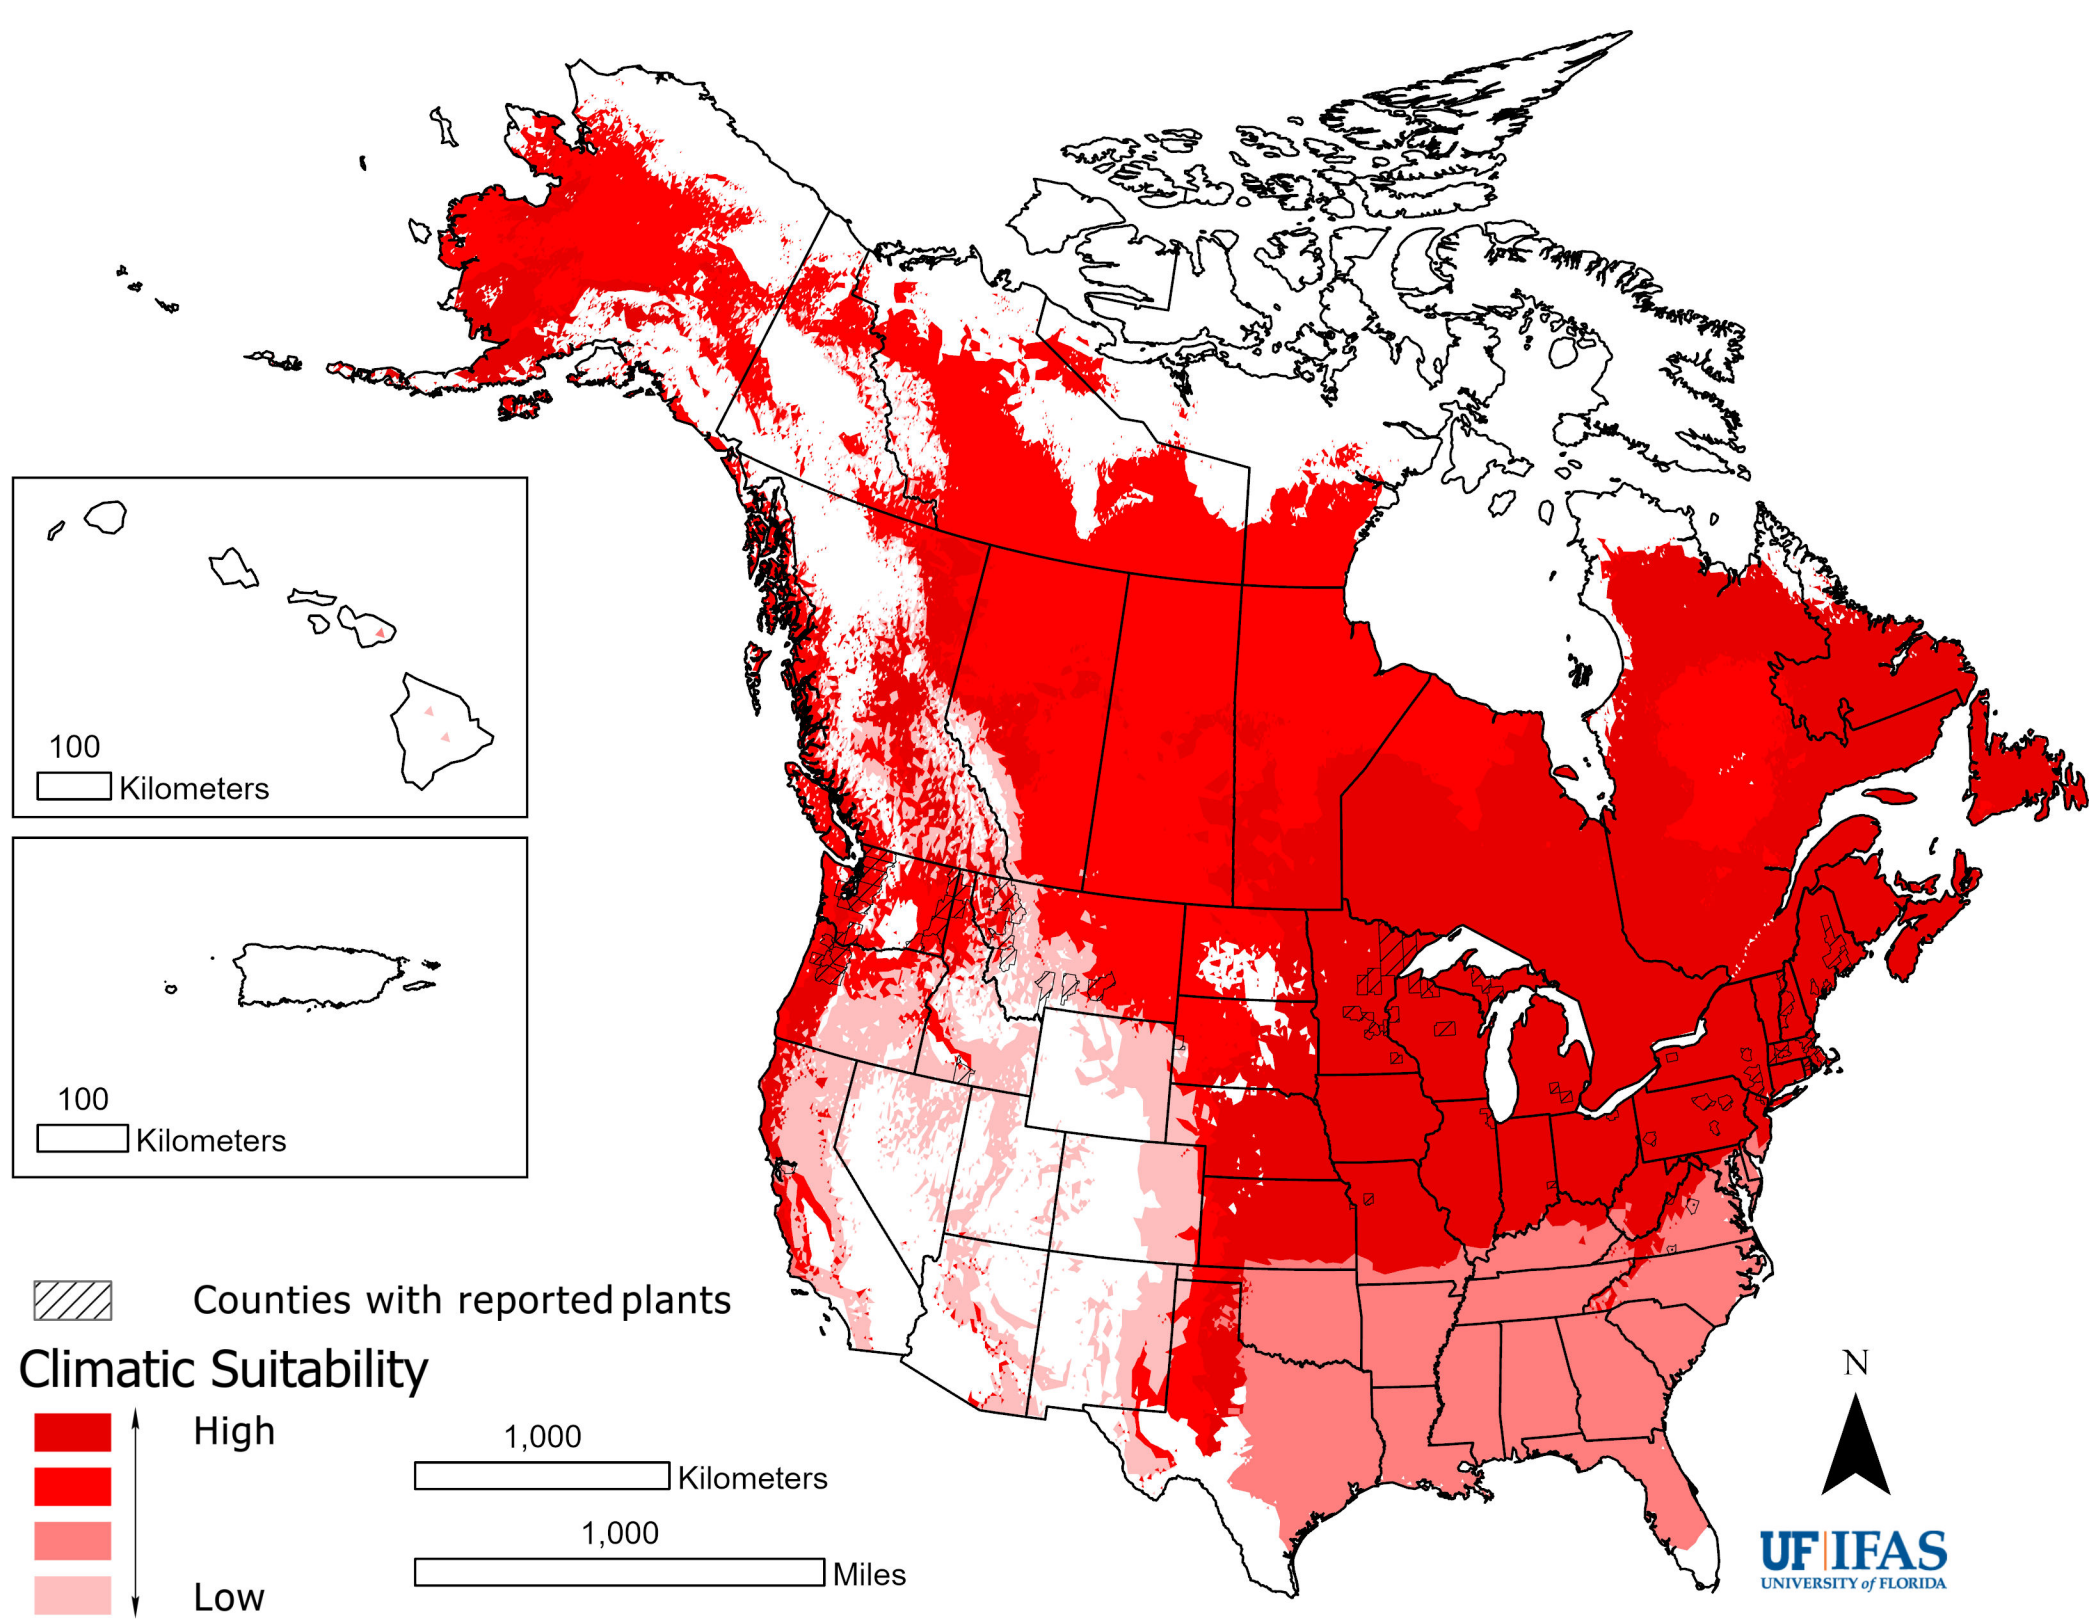 100
Kilometers
100
Kilometers
Counties with reported plants
Climatic Suitability
High
Low
1,000
Kilometers
1,000
Miles
N
UF|IFAS
UNIVERSITY of FLORIDA